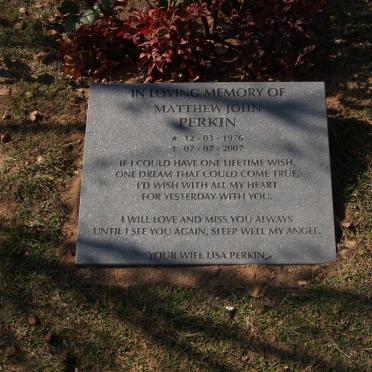 IN LOVING MEMORY OF
MATTHEW JOHN
PERKIN
★ 12-03-1976
✝ 07-07-2007
IF I COULD HAVE ONE LIFETIME WISH,
ONE DREAM THAT COULD COME TRUE,
I'D WISH WITH ALL MY HEART
FOR YESTERDAY WITH YOU.
I WILL LOVE AND MISS YOU ALWAYS
UNTIL I SEE YOU AGAIN, SLEEP WELL MY ANGEL.
YOUR WIFE LISA PERKIN